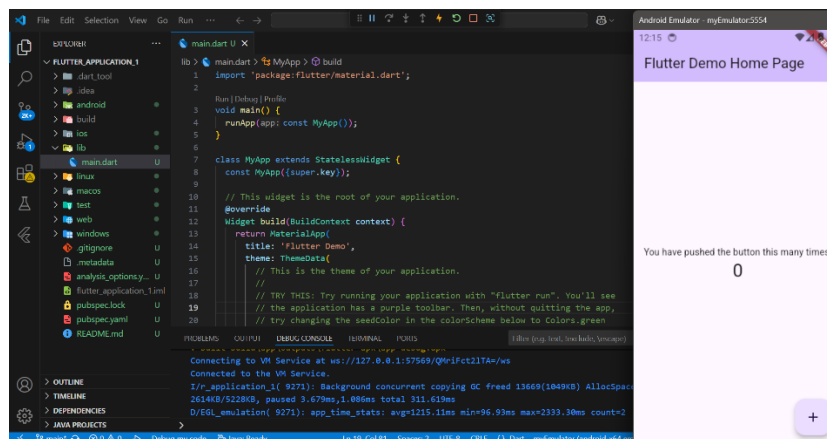 File Edit Selection View Go Run ...
EXPLORER
FLUTTER_APPLICATION_1
.dart_tool
.idea
android
build
ios
lib
main.dart U
linux
macos
test
web
windows
.gitignore U
.metadata U
analysis_options.y... U
flutter_application_1.iml
pubspec.lock U
pubspec.yaml U
README.md U
OUTLINE
TIMELINE
DEPENDENCIES
JAVA PROJECTS
2K+
1
main.dart U X
lib > main.dart > MyApp > build
1 import 'package:flutter/material.dart';
2
Run | Debug | Profile
3 void main() {
4 runApp(app: const MyApp());
5 }
6
7 class MyApp extends StatelessWidget {
8 const MyApp({super.key});
9
10 // This widget is the root of your application.
11 @override
12 Widget build(BuildContext context) {
13 return MaterialApp(
14 title: 'Flutter Demo',
15 theme: ThemeData(
16 // This is the theme of your application.
17 //
18 // TRY THIS: Try running your application with "flutter run". You'll see
19 // the application has a purple toolbar. Then, without quitting the app,
20 // try changing the seedColor in the colorScheme below to Colors.green
PROBLEMS OUTPUT DEBUG CONSOLE TERMINAL PORTS Filter (e.g. text, !exclude, \escape)
Connecting to VM Service at ws://127.0.0.1:57569/QMriFct2lTA=/ws
Connected to the VM Service.
I/r_application_1( 9271): Background concurrent copying GC freed 13669(1049KB) AllocSpace
2614KB/5228KB, paused 3.679ms,1.086ms total 311.619ms
D/EGL_emulation( 9271): app_time_stats: avg=1215.11ms min=96.93ms max=2333.30ms count=2
>
Android Emulator - myEmulator:5554
12:15
Flutter Demo Home Page
You have pushed the button this many times
0
+